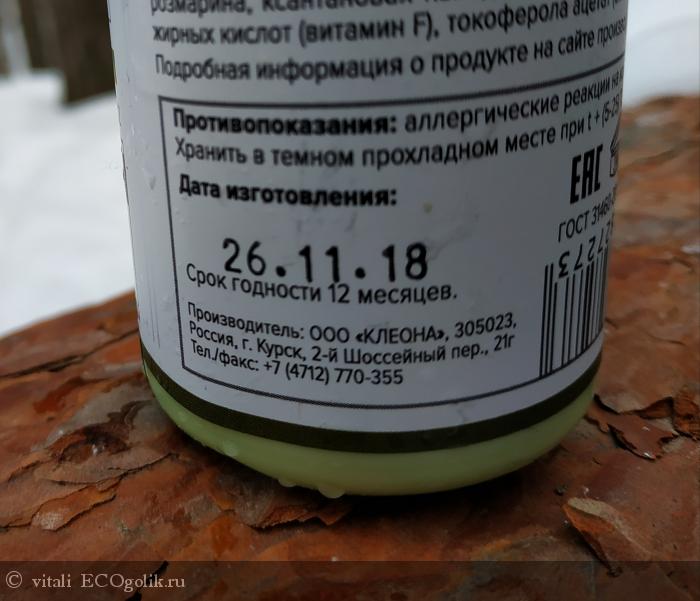 розмарина,
жирных кислот (витамин F), токоферола
Подробная информация о продукте на сайте
Противопоказания: аллергические реакции на
Хранить в темном прохладном месте при t +
EAC
Дата изготовления:
ГОСТ
26.11.18
Срок годности 12 месяцев.
Производитель: ООО «КЛЕОНА», 305023,
Россия, г. Курск, 2-й Шоссейный пер., 21г
Тел./факс: +7 (4712) 770-355
© vitali ECOgolik.ru